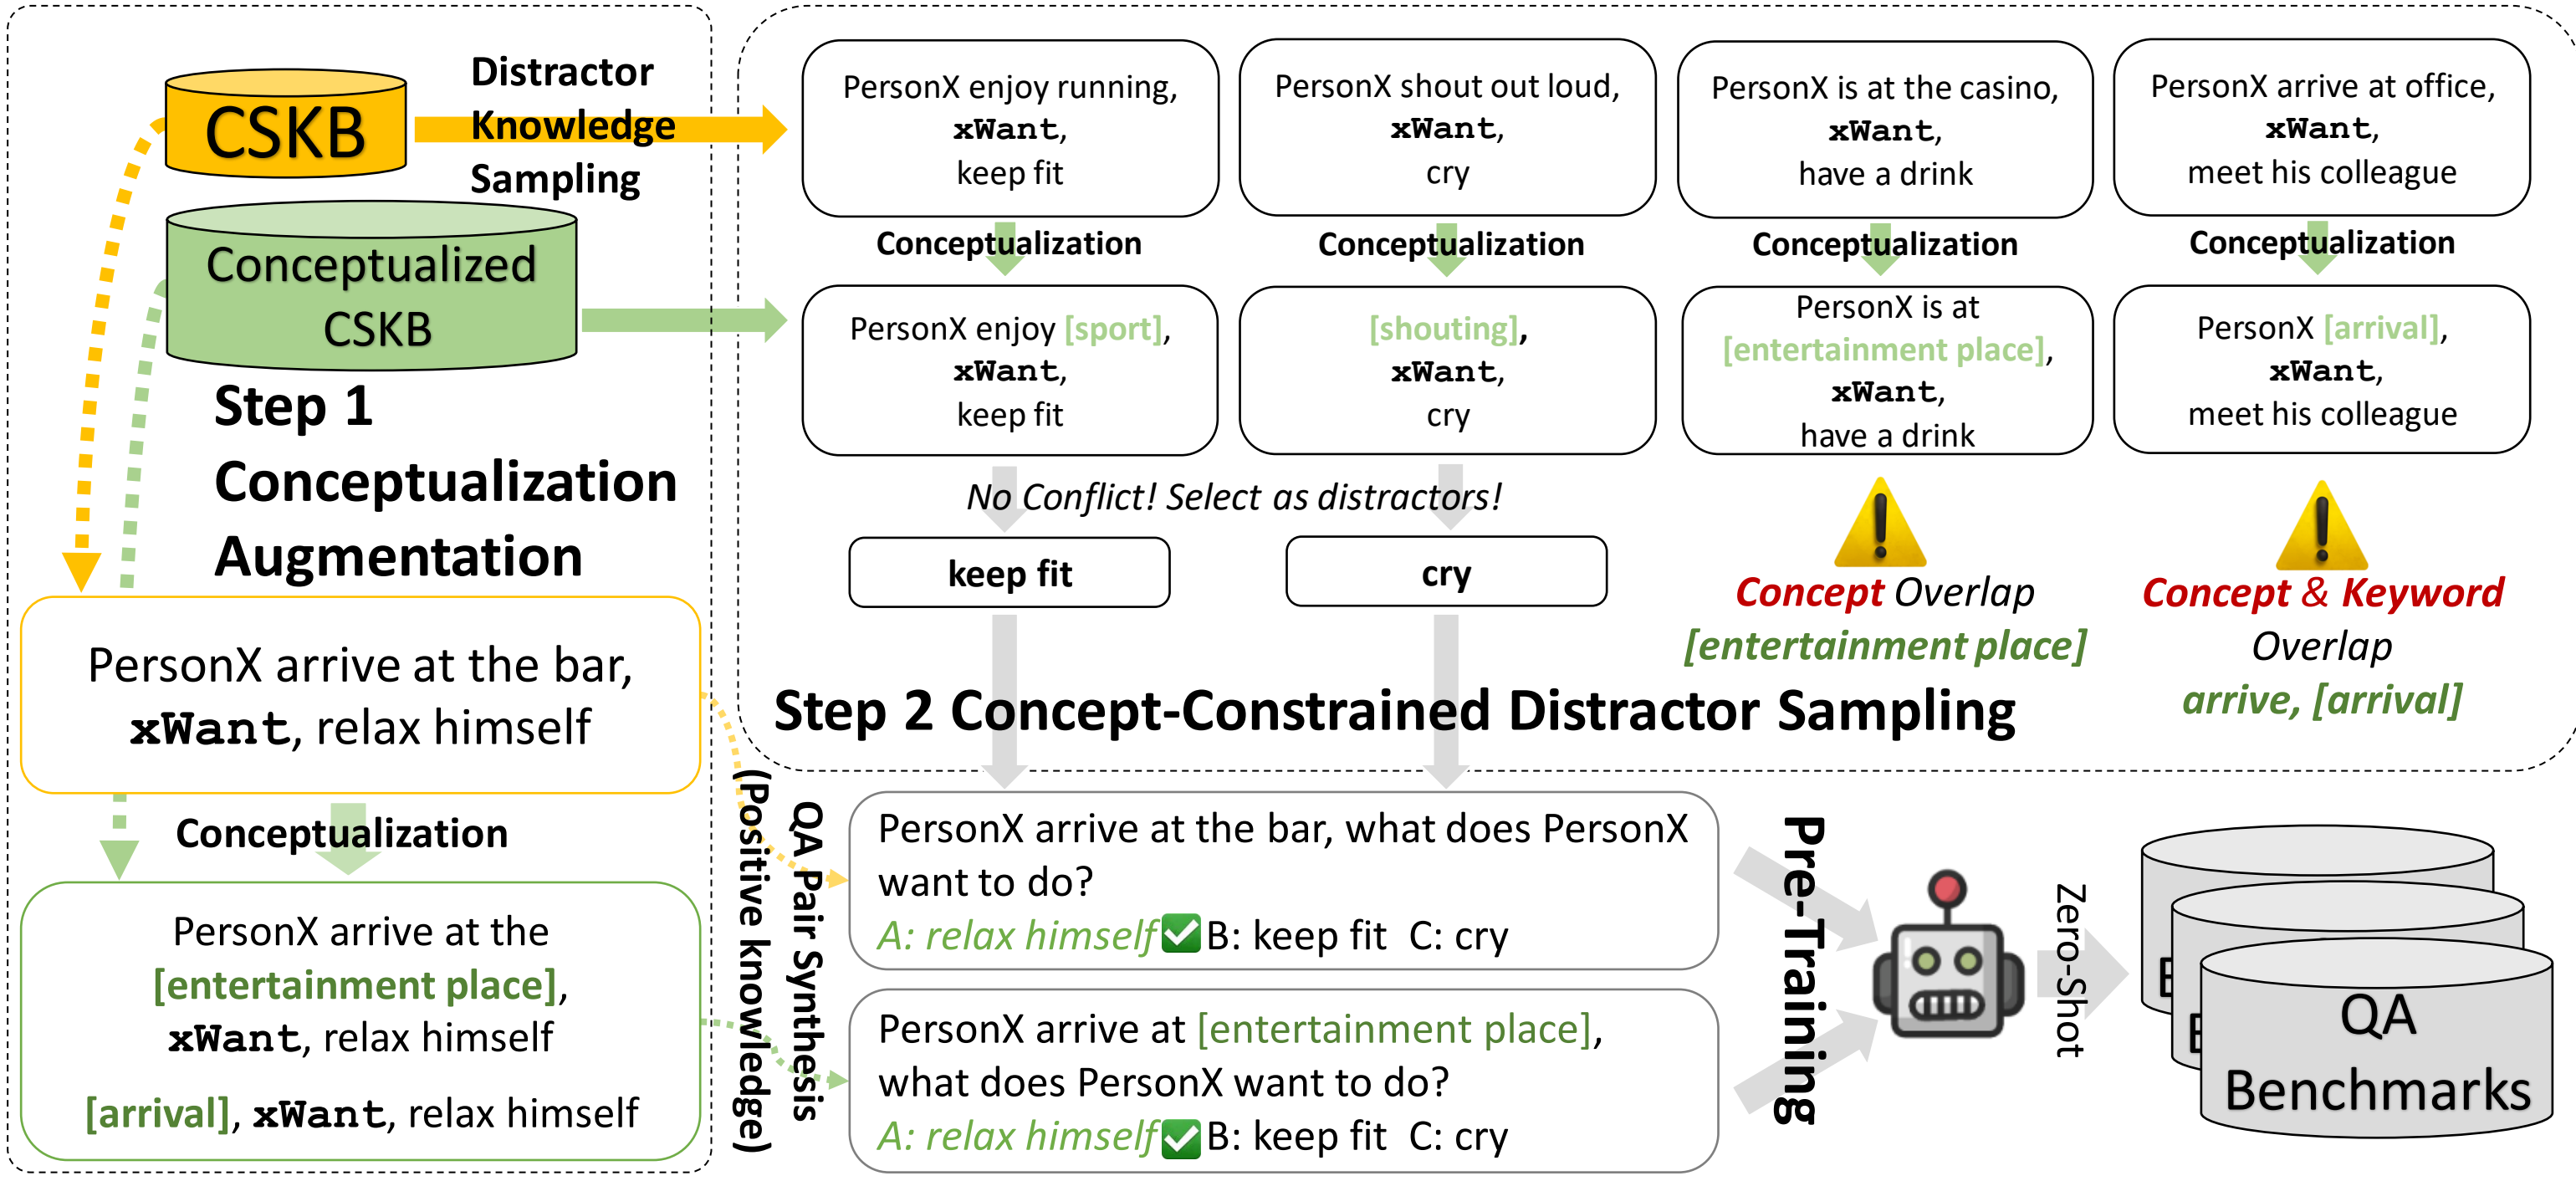 CSKB
Distractor
Knowledge
Sampling
Conceptualized
CSKB
Step 1
Conceptualization
Augmentation
PersonX arrive at the bar,
xWant, relax himself
Conceptualization
PersonX arrive at the
[entertainment place],
xWant, relax himself
[arrival], xWant, relax himself
PersonX enjoy running,
xWant,
keep fit
PersonX shout out loud,
xWant,
cry
PersonX is at the casino,
xWant,
have a drink
PersonX arrive at office,
xWant,
meet his colleague
Conceptualization
Conceptualization
Conceptualization
Conceptualization
PersonX enjoy [sport],
xWant,
keep fit
[shouting],
xWant,
cry
PersonX is at
[entertainment place],
xWant,
have a drink
PersonX [arrival],
xWant,
meet his colleague
No Conflict! Select as distractors!
keep fit
cry
Concept Overlap
[entertainment place]
Concept & Keyword
Overlap
arrive, [arrival]
Step 2 Concept-Constrained Distractor Sampling
QA Pair Synthesis
(Positive knowledge)
PersonX arrive at the bar, what does PersonX
want to do?
A: relax himself B: keep fit C: cry
PersonX arrive at [entertainment place],
what does PersonX want to do?
A: relax himself B: keep fit C: cry
Pre-Training
Zero-Shot
QA
Benchmarks